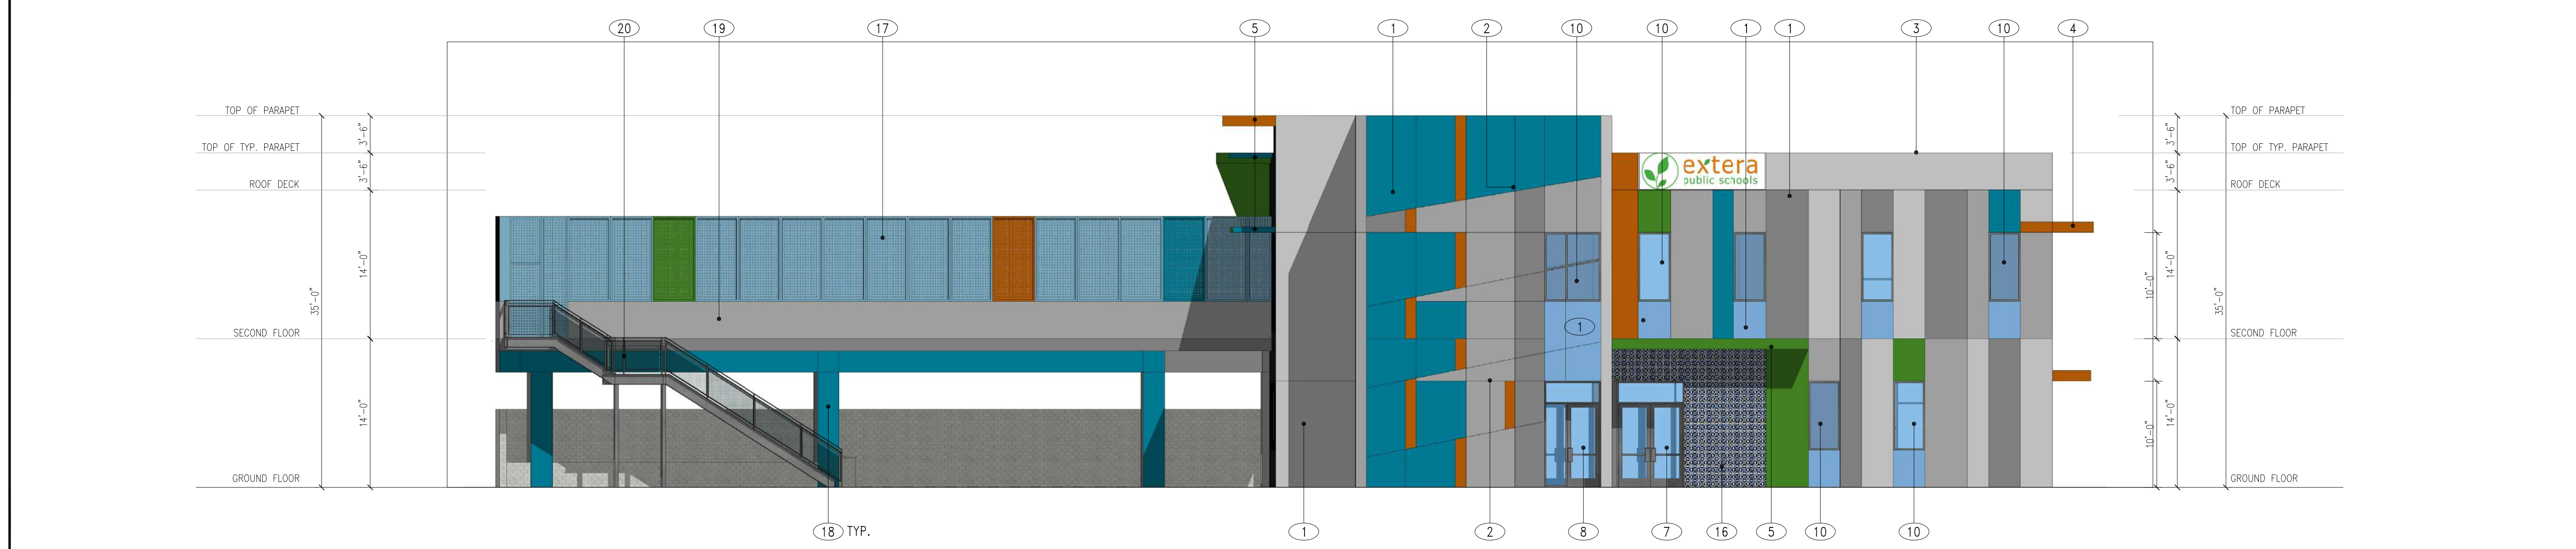 20 19 17 5 1 2 10 10 1 1 3 10 4
TOP OF PARAPET
TOP OF TYP. PARAPET
ROOF DECK
SECOND FLOOR
GROUND FLOOR
35'-0"
3'-6"
3'-6"
14'-0"
14'-0"
extera
public schools
1
3'-6"
3'-6"
14'-0"
14'-0"
10'-0"
10'-0"
35'-0"
TOP OF PARAPET
TOP OF TYP. PARAPET
ROOF DECK
SECOND FLOOR
GROUND FLOOR
18 TYP. 1 2 8 7 16 5 10 10